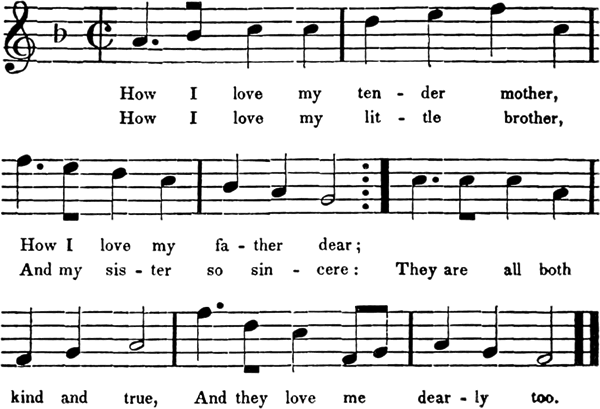 How I love my ten - der mother,
How I love my lit - tle brother,
How I love my fa - ther dear;
And my sis - ter so sin - cere: They are all both
kind and true, And they love me dear - ly too.